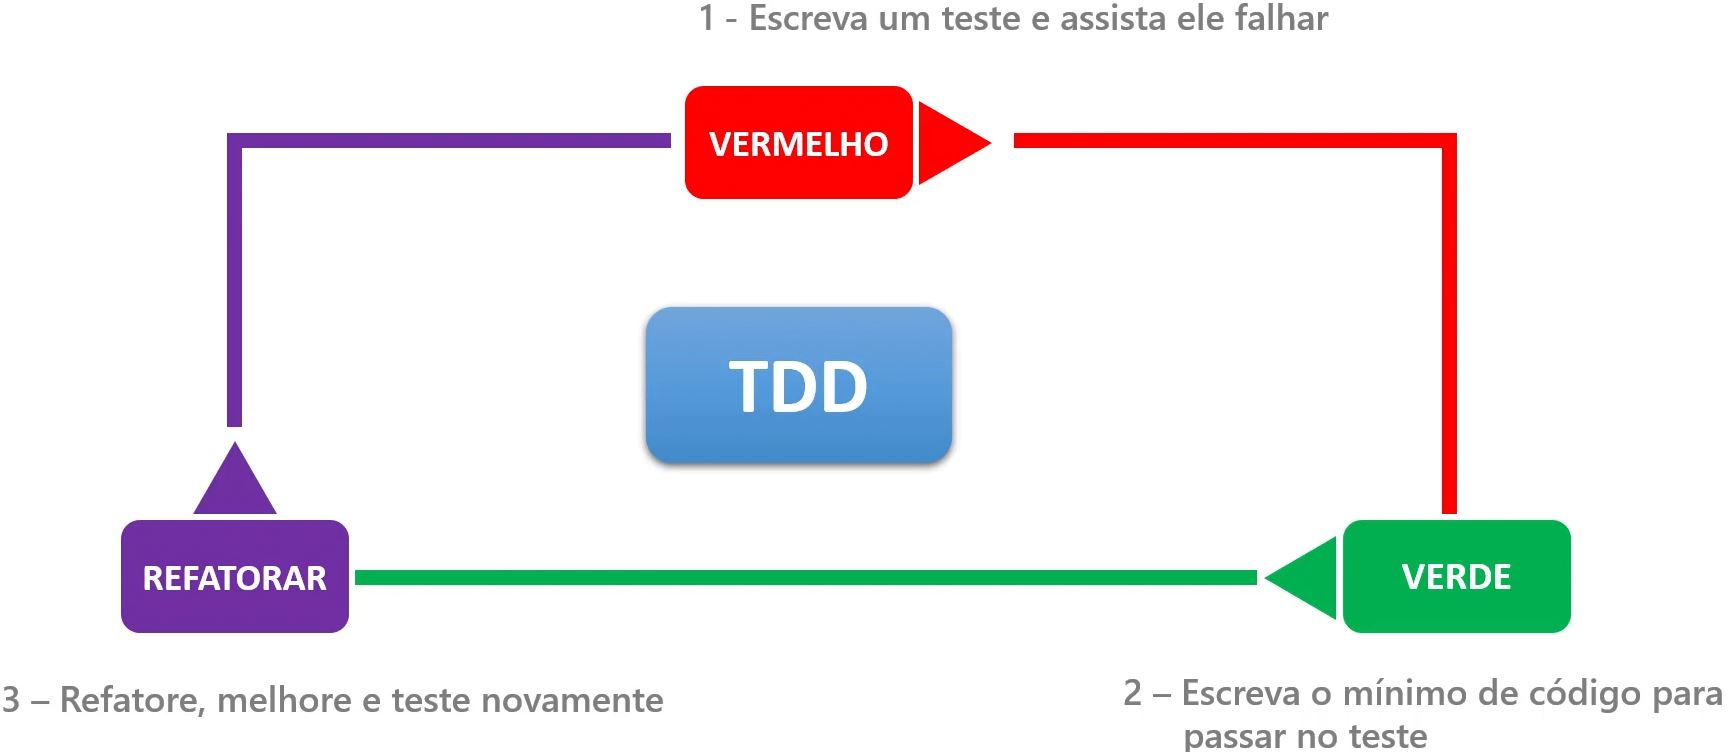 1 - Escreva um teste e assista ele falhar
VERMELHO
TDD
REFATORAR
VERDE
3 – Refatore, melhore e teste novamente
2 – Escreva o mínimo de código para
passar no teste